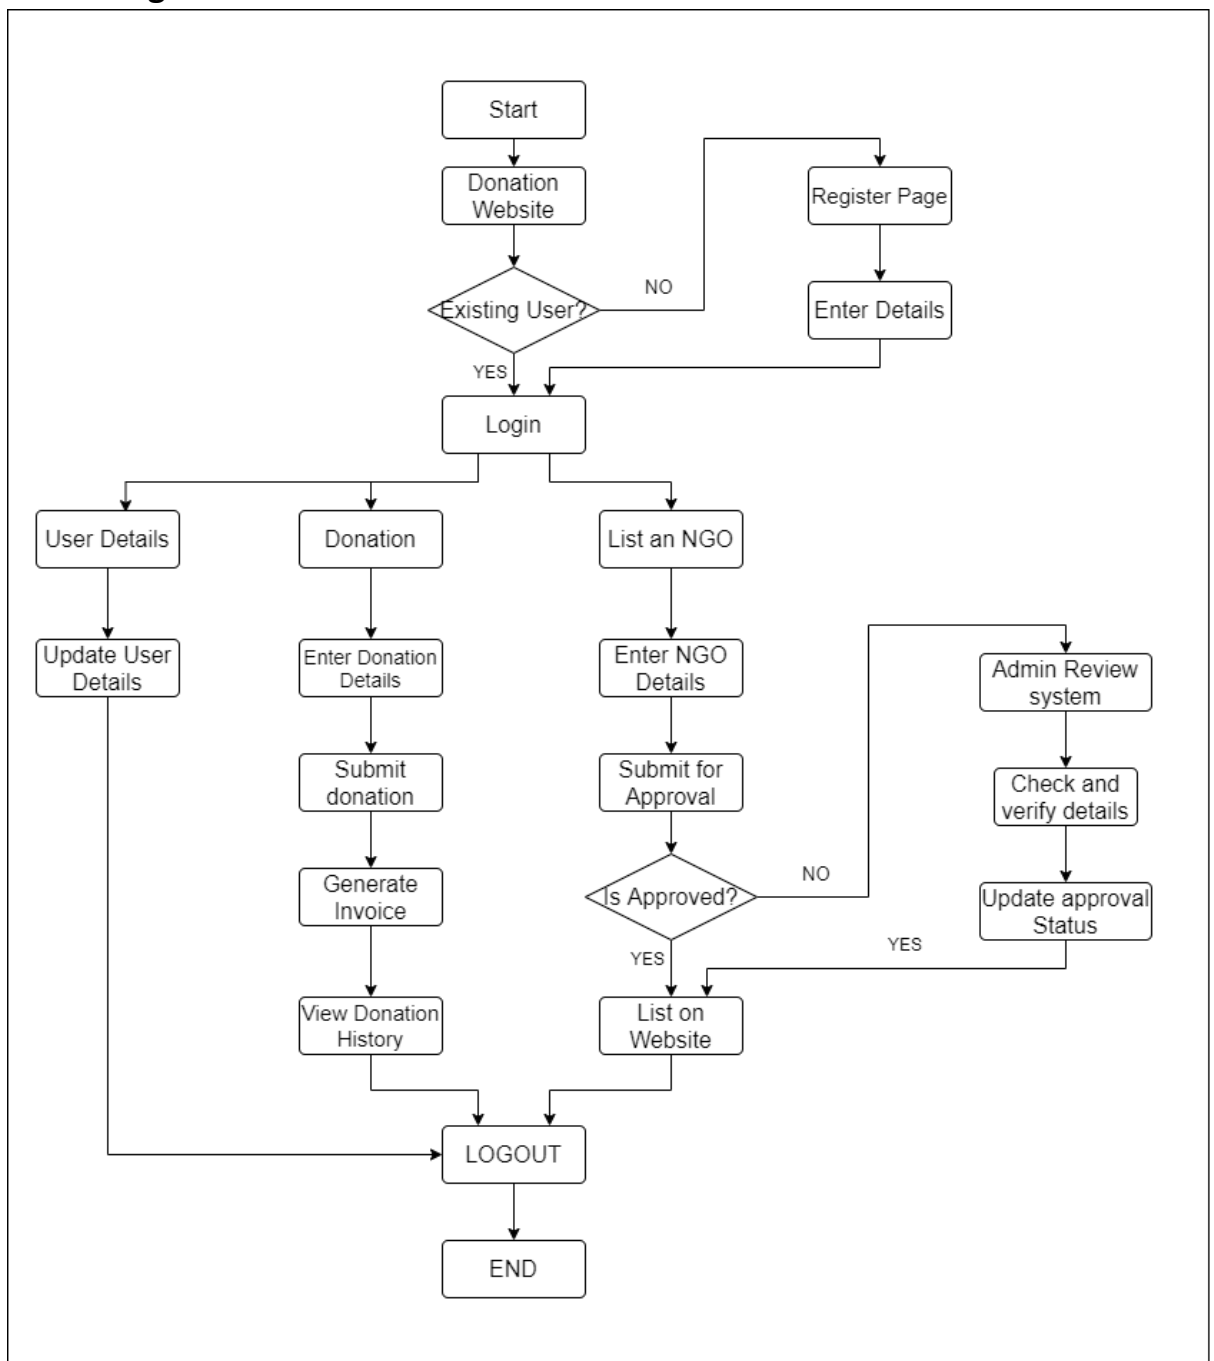 Start
Donation
Website
Register Page
NO
Existing User?
Enter Details
YES
Login
User Details
Donation
List an NGO
Update User
Details
Enter Donation
Details
Enter NGO
Details
Admin Review
system
Submit
donation
Submit for
Approval
Check and
verify details
Generate
Invoice
Is Approved?
NO
Update approval
Status
YES
YES
View Donation
History
List on
Website
LOGOUT
END